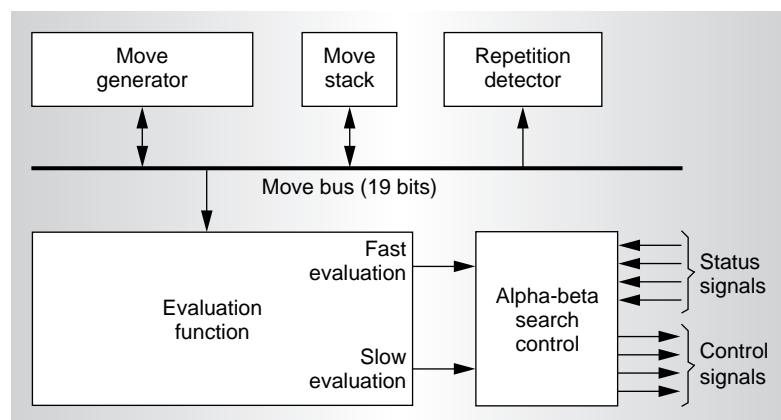 Move
generator
Move
stack
Repetition
detector
Move bus (19 bits)
Fast
evaluation
Evaluation
function
Slow
evaluation
Alpha-beta
search
control
Status
signals
Control
signals